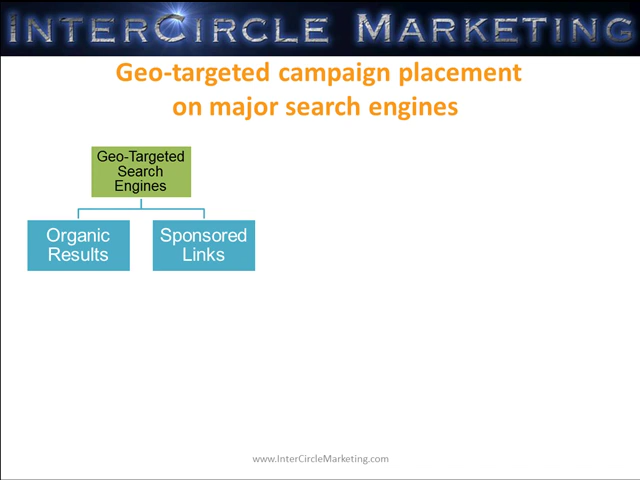 InterCircle Marketing
Geo-targeted campaign placement
on major search engines
Geo-Targeted
Search
Engines
Organic
Results
Sponsored
Links
www.InterCircleMarketing.com